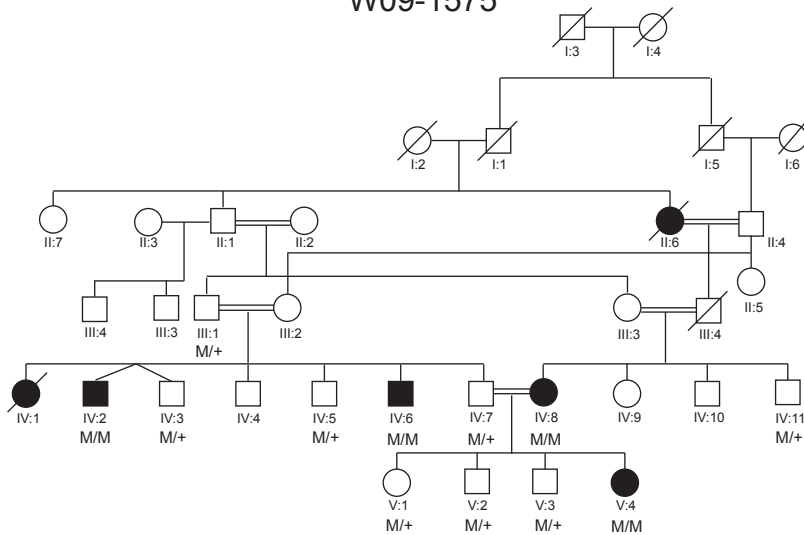 W09-1575
I:3 I:4
I:2 I:1 I:5 I:6
II:7 II:3 II:1 II:2 II:6 II:4
II:5
III:4 III:3 III:1 III:2 III:3 III:4
M/+
IV:1 IV:2 IV:3 IV:4 IV:5 IV:6 IV:7 IV:8 IV:9 IV:10 IV:11
M/M M/+ M/+ M/M M/+ M/M M/+
V:1 V:2 V:3 V:4
M/+ M/+ M/+ M/M